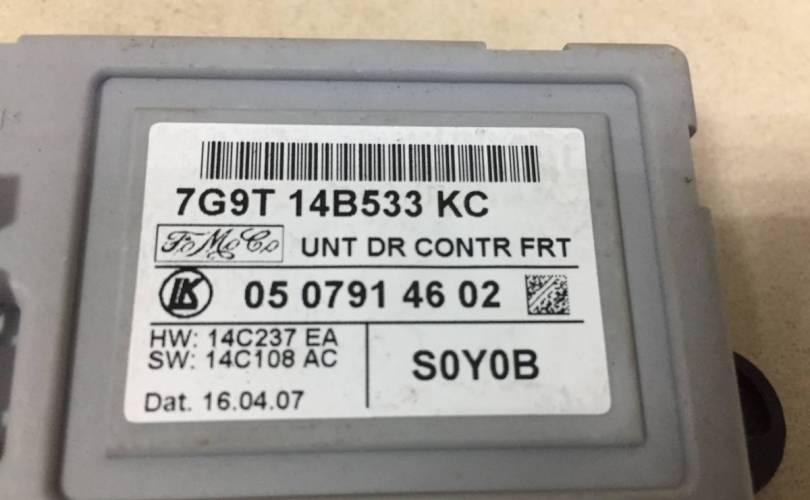 7G9T 14B533 KC
FoMoCo UNT DR CONTR FRT
LK 05 0791 46 02
HW: 14C237 EA
SW: 14C108 AC
S0Y0B
Dat. 16.04.07